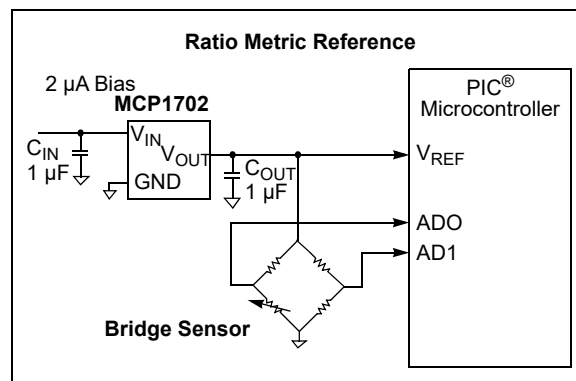 Ratio Metric Reference
2 µA Bias
MCP1702
PIC®
Microcontroller
VIN
VOUT
GND
CIN
1 µF
COUT
1 µF
VREF
ADO
AD1
Bridge Sensor